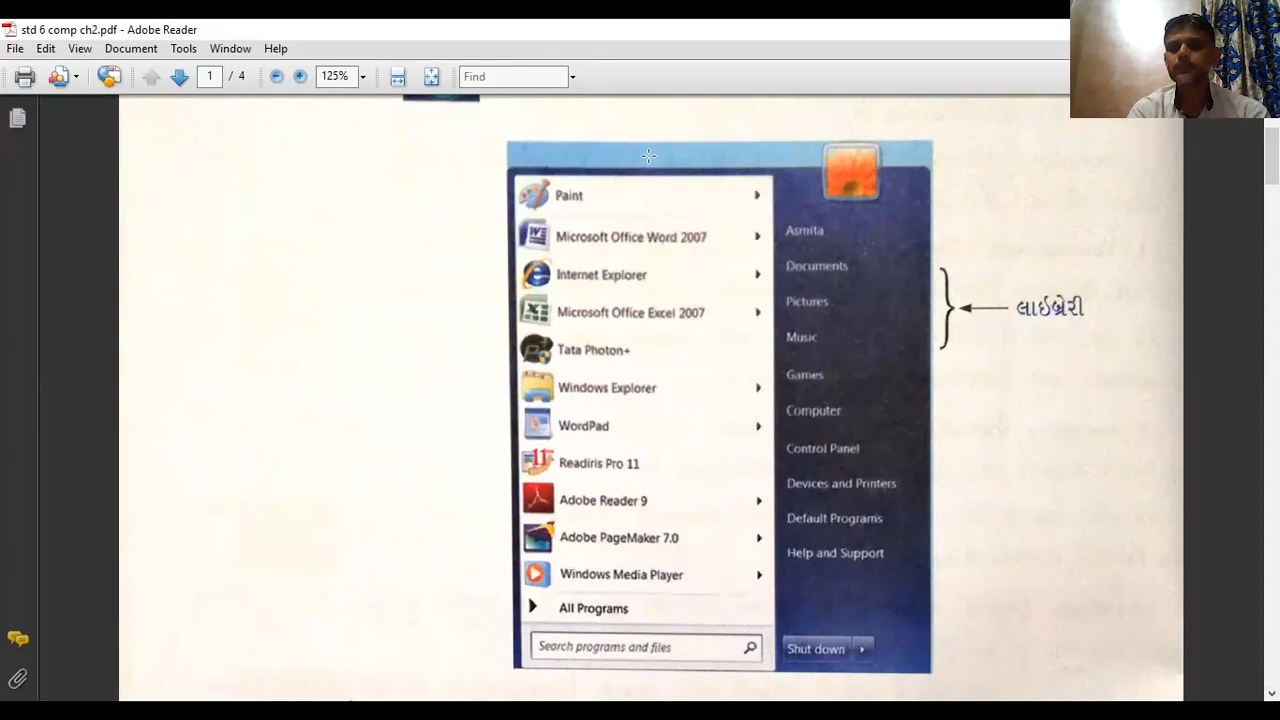 std 6 comp ch2.pdf - Adobe Reader
File Edit View Document Tools Window Help
1 / 4 125% Find
Paint
Microsoft Office Word 2007
Internet Explorer
Microsoft Office Excel 2007
Tata Photon+
Windows Explorer
WordPad
Readiris Pro 11
Adobe Reader 9
Adobe PageMaker 7.0
Windows Media Player
All Programs
Search programs and files
Asmita
Documents
Pictures
Music
Games
Computer
Control Panel
Devices and Printers
Default Programs
Help and Support
Shut down
લાઇબ્રેરી